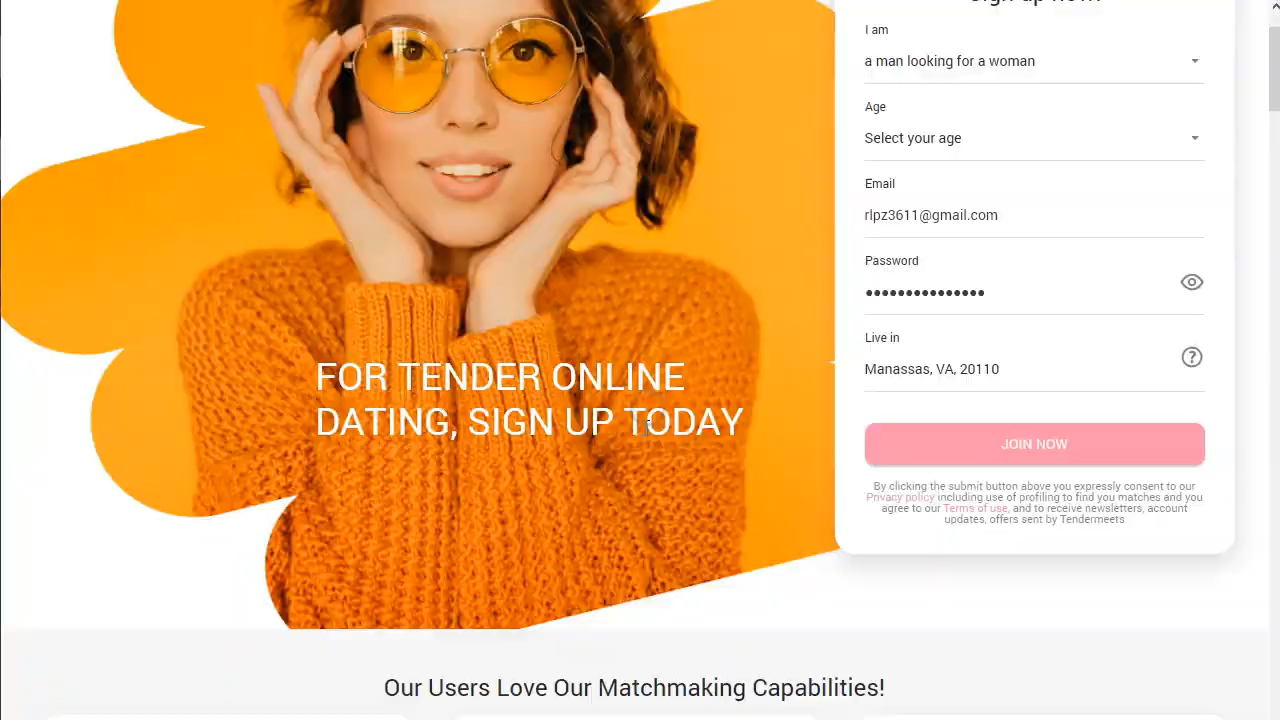 I am
a man looking for a woman
Age
Select your age
Email
rlpz3611@gmail.com
Password
Live in
Manassas, VA, 20110
FOR TENDER ONLINE
DATING, SIGN UP TODAY
JOIN NOW
By clicking the submit button above you expressly consent to our
Privacy policy including use of profiling to find you matches and you
agree to our Terms of use, and to receive newsletters, account
updates, offers sent by Tendermeets
Our Users Love Our Matchmaking Capabilities!